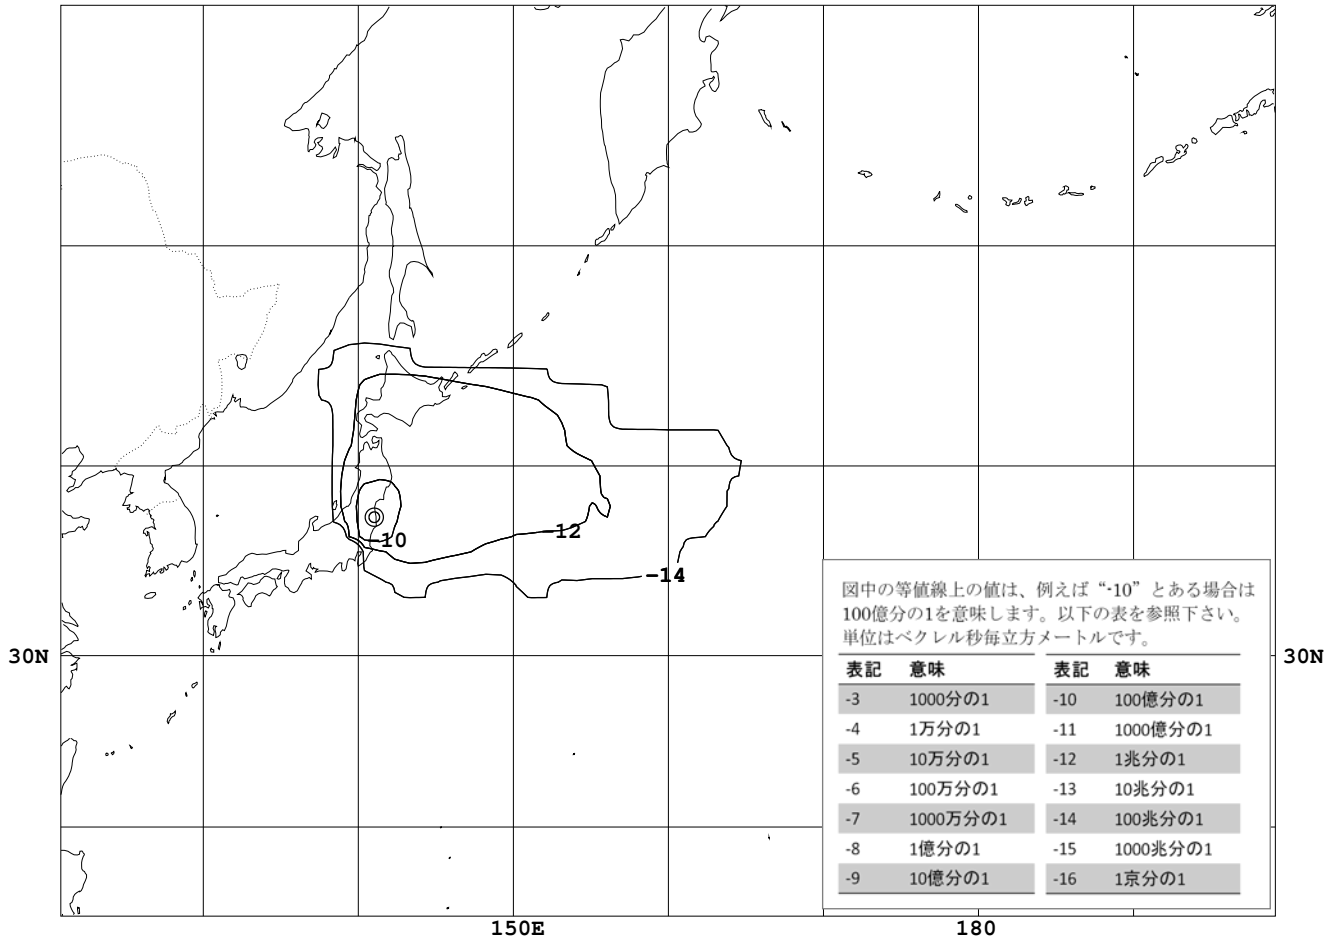 -10
-12
-14
図中の等値線上の値は、例えば“-10”とある場合は
100億分の1を意味します。以下の表を参照下さい。
単位はベクレル秒毎立方メートルです。
30N
30N
表記 意味 表記 意味
-3 1000分の1 -10 100億分の1
-4 1万分の1 -11 1000億分の1
-5 10万分の1 -12 1兆分の1
-6 100万分の1 -13 10兆分の1
-7 1000万分の1 -14 100兆分の1
-8 1億分の1 -15 1000兆分の1
-9 10億分の1 -16 1京分の1
150E
180